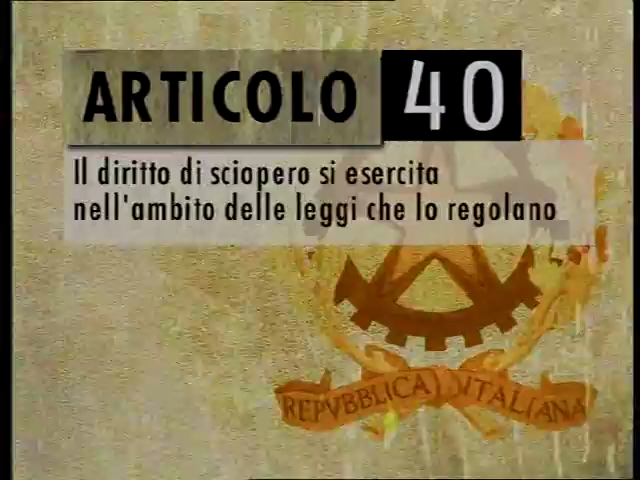 ARTICOLO 40
Il diritto di sciopero si esercita
nell'ambito delle leggi che lo regolano
REPVBBLICA ITALIANA